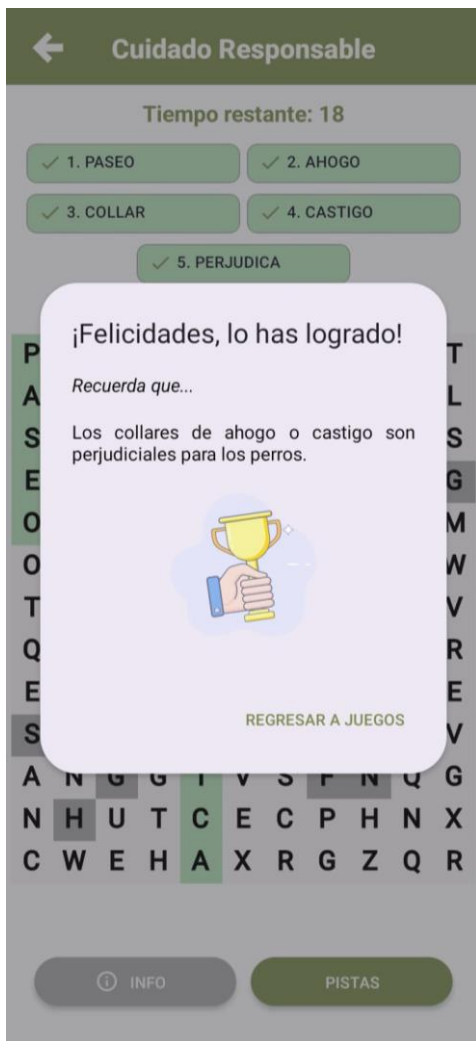 Cuidado Responsable
Tiempo restante: 18
1. PASEO
2. AHOGO
3. COLLAR
4. CASTIGO
5. PERJUDICA
¡Felicidades, lo has logrado!
Recuerda que...
Los collares de ahogo o castigo son
perjudiciales para los perros.
REGRESAR A JUEGOS
P T
A L
S S
E G
O M
O W
T V
Q R
E E
S V
A N G G I V S F N Q G
N H U T C E C P H N X
C W E H A X R G Z Q R
INFO
PISTAS